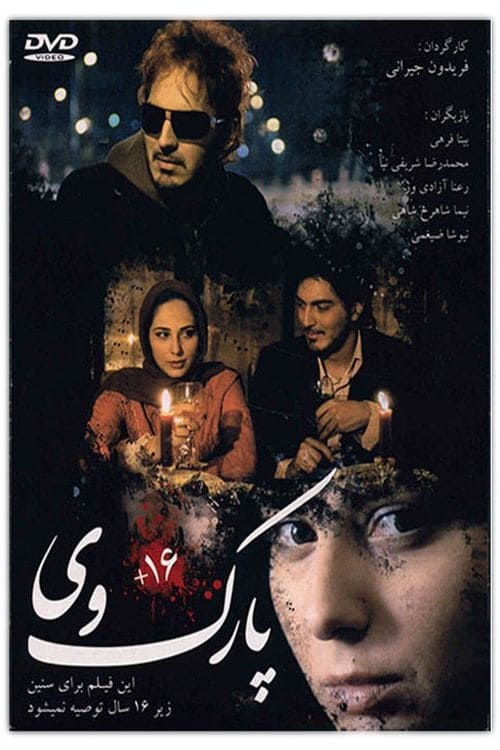 DVD
VIDEO
کارگردان :
فریدون جیرانی
بازیگران :
بیتا فرهی
محمدرضا شریفی نیا
رعنا آزادی ور
نیما شاهرخ شاهی
نیوشا ضیغمی
+۱۶
پارک وی
این فیلم برای سنین
زیر ۱۶ سال توصیه نمیشود